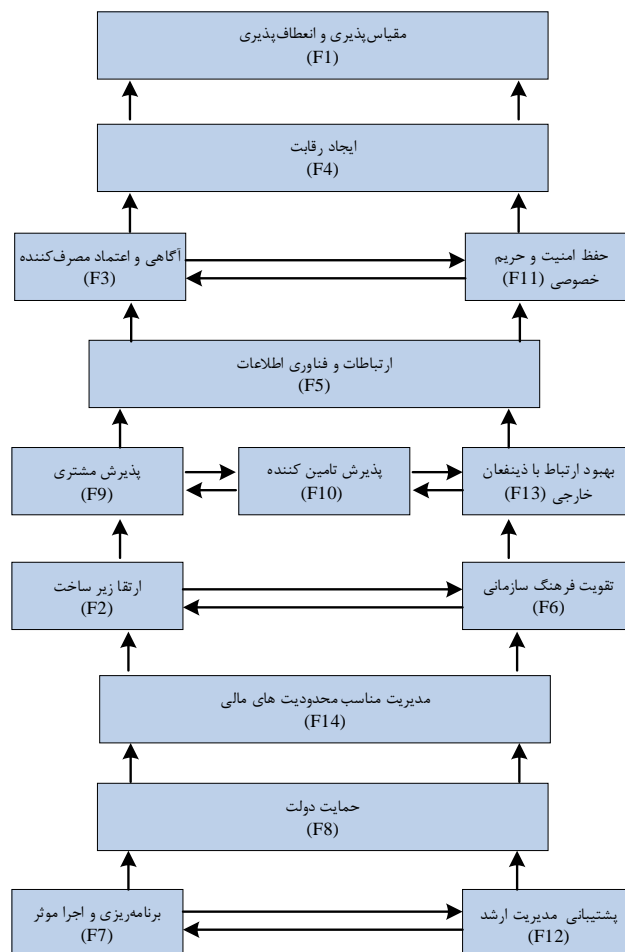 مقیاس‌پذیری و انعطاف‌پذیری
(F1)
ایجاد رقابت
(F4)
حفظ امنیت و حریم
خصوصی (F11)
آگاهی و اعتماد مصرف‌کننده
(F3)
ارتباطات و فناوری اطلاعات
(F5)
بهبود ارتباط با ذینفعان
خارجی (F13)
پذیرش تامین کننده
(F10)
پذیرش مشتری
(F9)
تقویت فرهنگ سازمانی
(F6)
ارتقا زیر ساخت
(F2)
مدیریت مناسب محدودیت های مالی
(F14)
حمایت دولت
(F8)
پشتیبانی مدیریت ارشد
(F12)
برنامه‌ریزی و اجرا موثر
(F7)